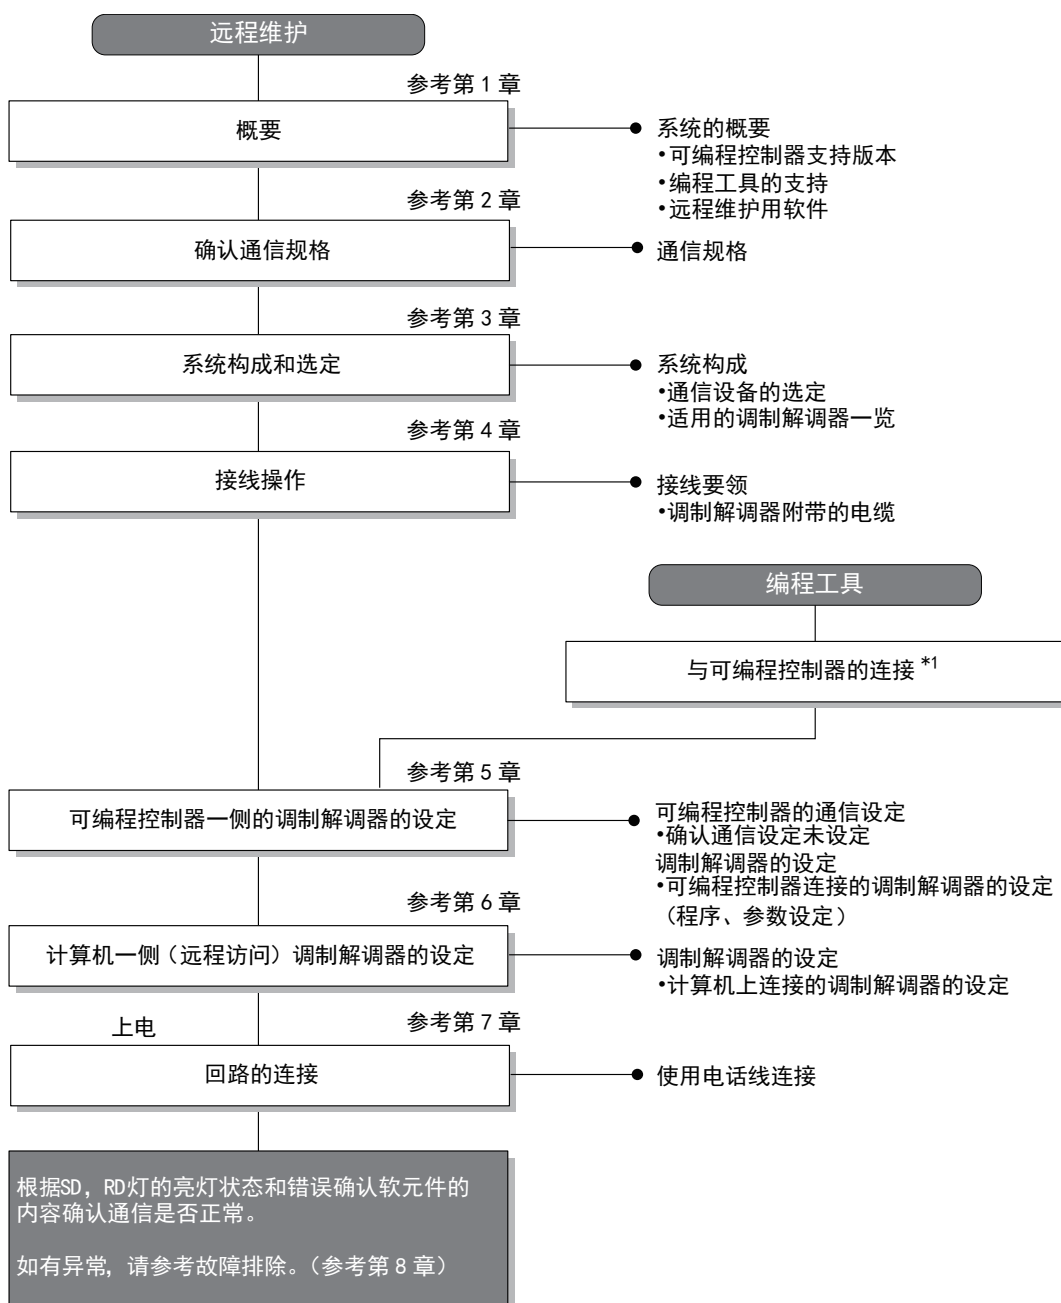 远程维护
参考第 1 章
概要
系统的概要
•可编程控制器支持版本
•编程工具的支持
•远程维护用软件
参考第 2 章
确认通信规格
通信规格
参考第 3 章
系统构成和选定
系统构成
•通信设备的选定
•适用的调制解调器一览
参考第 4 章
接线操作
接线要领
•调制解调器附带的电缆
编程工具
与可编程控制器的连接 *1
参考第 5 章
可编程控制器一侧的调制解调器的设定
可编程控制器的通信设定
•确认通信设定未设定
调制解调器的设定
•可编程控制器连接的调制解调器的设定
（程序、参数设定）
参考第 6 章
计算机一侧（远程访问）调制解调器的设定
调制解调器的设定
•计算机上连接的调制解调器的设定
上电
参考第 7 章
回路的连接
使用电话线连接
根据SD，RD灯的亮灯状态和错误确认软元件的
内容确认通信是否正常。
如有异常，请参考故障排除。（参考第 8 章）